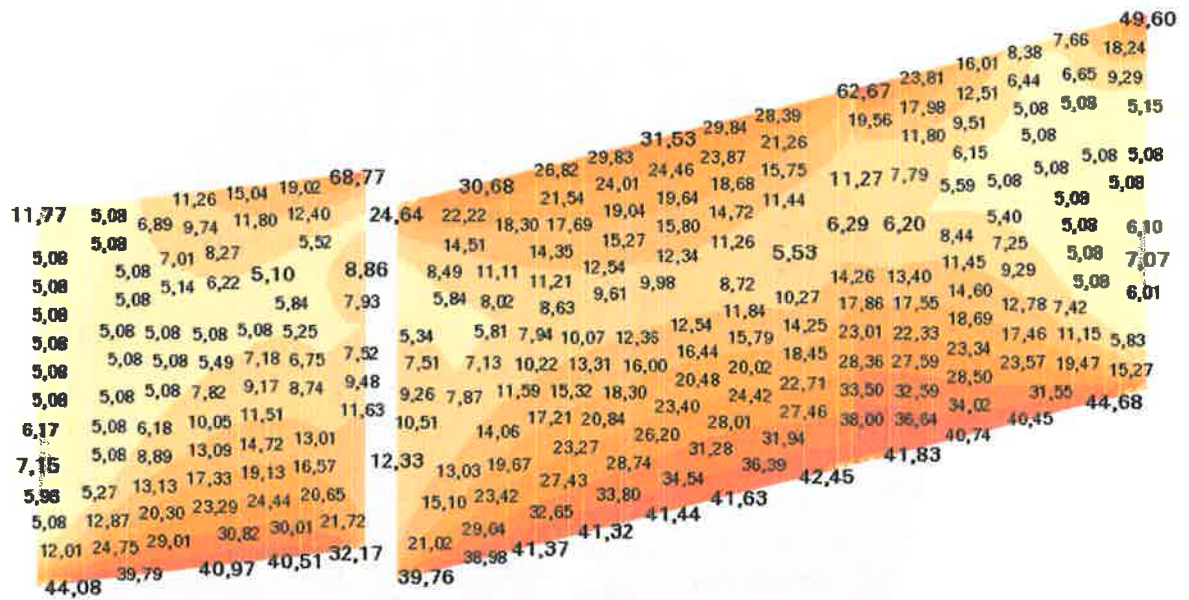 49,60
8,38 7,66 18,24
23,81 16,01 6,44 6,65 9,29
62,67 17,98 12,51 5,08 5,08 5,15
31,53 29,84 28,39 19,56 11,80 9,51 5,08
26,82 29,83 24,46 23,87 21,26 6,15 5,08 5,08 5,08
68,77 30,68 21,54 24,01 19,64 18,68 15,75 11,27 7,79 5,59 5,08 5,08 5,08
11,26 15,04 19,02
11,77 5,08 6,89 9,74 11,80 12,40 24,64 22,22 18,30 17,69 19,04 15,80 14,72 11,44 6,29 6,20 5,40 5,08 6,10
5,08 5,08 7,01 8,27 5,52 14,51 14,35 15,27 12,34 11,26 5,53 8,44 7,25 5,08 7,07
5,08 5,08 5,14 6,22 5,10 8,86 8,49 11,11 11,21 12,54 9,98 8,72 14,26 13,40 11,45 9,29 5,08 6,01
5,08 5,08 5,84 7,93 5,84 8,02 8,63 9,61 11,84 10,27 17,86 17,55 14,60 12,78 7,42
5,08 5,08 5,08 5,08 5,08 5,25 5,34 5,81 7,94 10,07 12,36 12,54 15,79 14,25 23,01 22,33 18,69 17,46 11,15 5,83
5,08 5,08 5,08 5,49 7,18 6,75 7,52 7,51 7,13 10,22 13,31 16,00 16,44 20,02 18,45 28,36 27,59 23,34 23,57 19,47 15,27
5,08 5,08 5,08 7,82 9,17 8,74 9,48 9,26 7,87 11,59 15,32 18,30 20,48 24,42 22,71 33,50 32,59 28,50 31,55 44,68
6,17 5,08 6,18 10,05 11,51 11,63 10,51 14,06 17,21 20,84 23,40 28,01 27,46 38,00 36,64 34,02 40,45
7,15 5,08 8,89 13,09 14,72 13,01 12,33 13,03 19,67 23,27 26,20 31,28 31,94 41,83 40,74
5,98 5,27 13,13 17,33 19,13 16,57 15,10 23,42 27,43 28,74 34,54 36,39 42,45
5,08 12,87 20,30 23,29 24,44 20,65 29,04 32,65 33,80 41,44 41,63
12,01 24,75 29,01 30,82 30,01 21,72 21,02 38,98 41,37 41,32
44,08 39,79 40,97 40,51 32,17 39,76